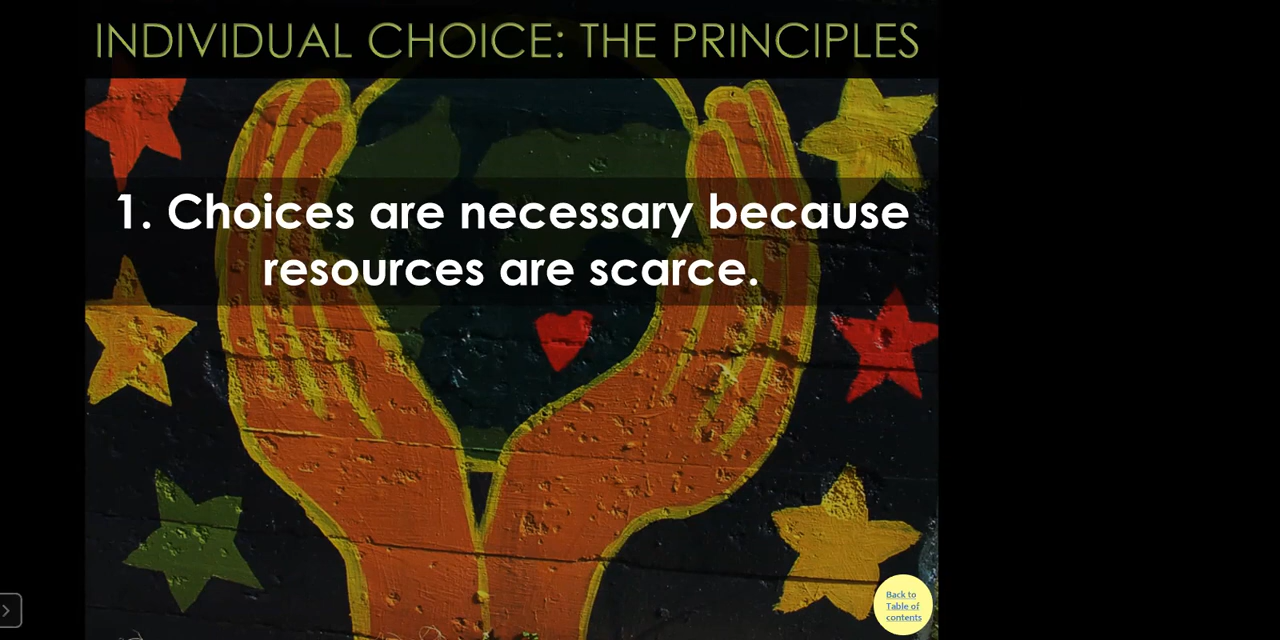 INDIVIDUAL CHOICE: THE PRINCIPLES
1. Choices are necessary because
resources are scarce.
Back to
Table of
contents